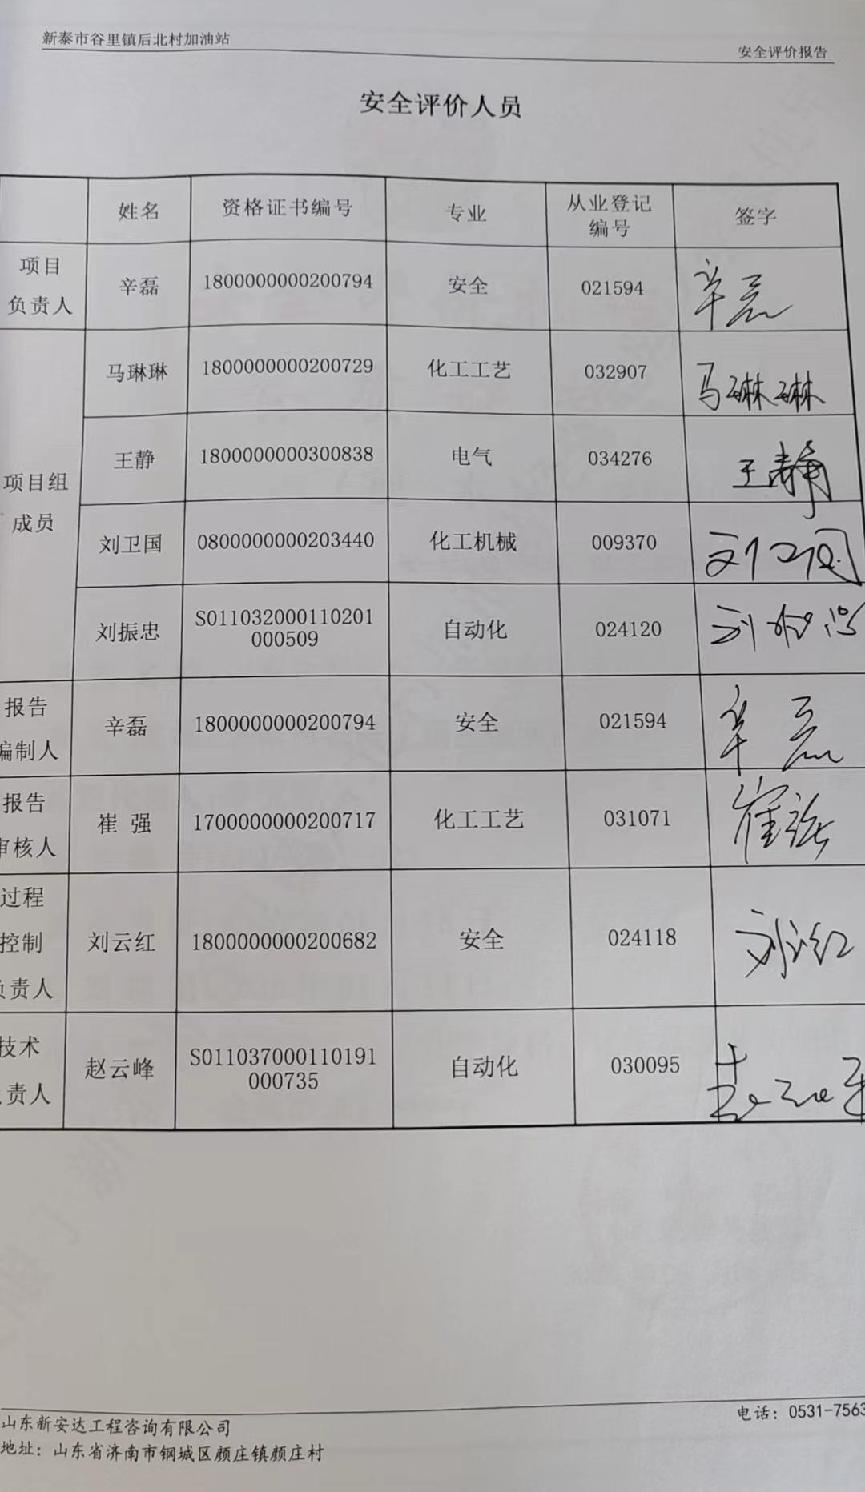 新泰市谷里镇后北村加油站
安全评价报告
安全评价人员
姓名 资格证书编号 专业 从业登记编号 签字
项目负责人 辛磊 1800000000200794 安全 021594 辛磊
项目组成员 马琳琳 1800000000200729 化工工艺 032907 马琳琳
王静 1800000000300838 电气 034276 王静
刘卫国 0800000000203440 化工机械 009370 刘卫国
刘振忠 S011032000110201000509 自动化 024120 刘振忠
报告编制人 辛磊 1800000000200794 安全 021594 辛磊
报告审核人 崔强 1700000000200717 化工工艺 031071 崔强
过程控制负责人 刘云红 1800000000200682 安全 024118 刘云红
技术负责人 赵云峰 S011037000110191000735 自动化 030095 赵云峰
山东新安达工程咨询有限公司
电话：0531-7563
地址：山东省济南市钢城区颜庄镇颜庄村